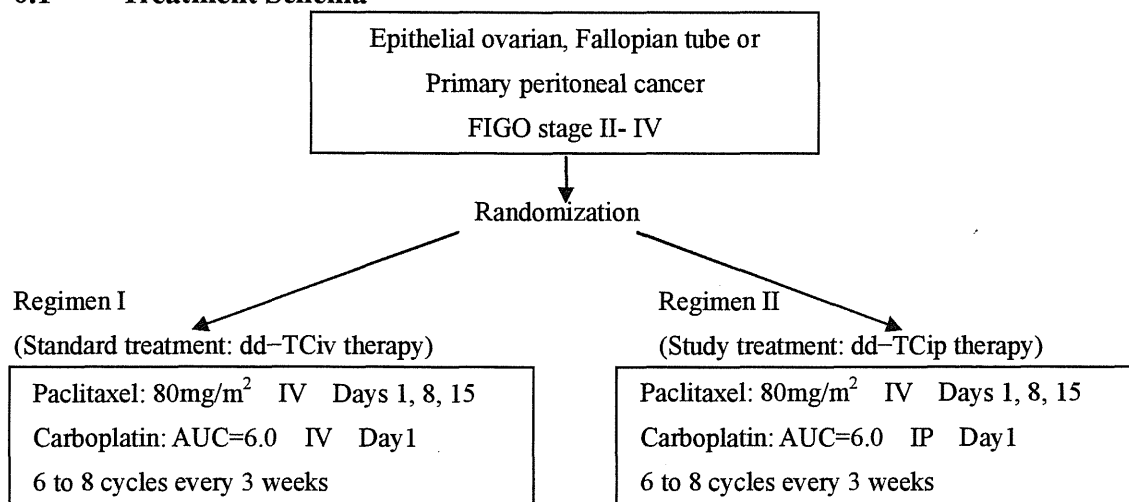 6.1 Treatment Schema
Epithelial ovarian, Fallopian tube or
Primary peritoneal cancer
FIGO stage II- IV
Randomization
Regimen I
(Standard treatment: dd−TCiv therapy)
Paclitaxel: 80mg/m² IV Days 1, 8, 15
Carboplatin: AUC=6.0 IV Day1
6 to 8 cycles every 3 weeks
Regimen II
(Study treatment: dd−TCip therapy)
Paclitaxel: 80mg/m² IV Days 1, 8, 15
Carboplatin: AUC=6.0 IP Day1
6 to 8 cycles every 3 weeks